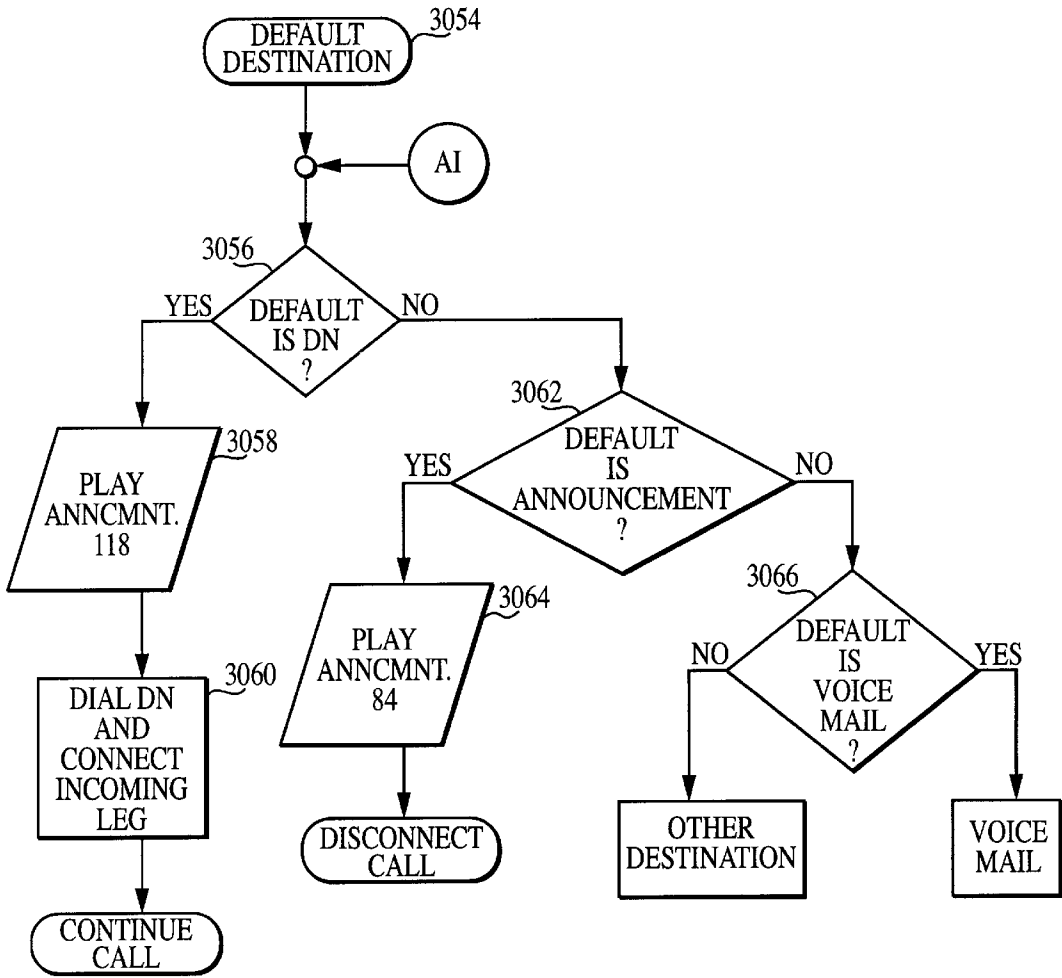 DEFAULT
DESTINATION
3054
AI
3056
YES
DEFAULT
IS DN
?
NO
3058
PLAY
ANNCMNT.
118
3062
YES
DEFAULT
IS
ANNOUNCEMENT
?
NO
3060
DIAL DN
AND
CONNECT
INCOMING
LEG
3064
PLAY
ANNCMNT.
84
3066
NO
DEFAULT
IS
VOICE
MAIL
?
YES
CONTINUE
CALL
DISCONNECT
CALL
OTHER
DESTINATION
VOICE
MAIL